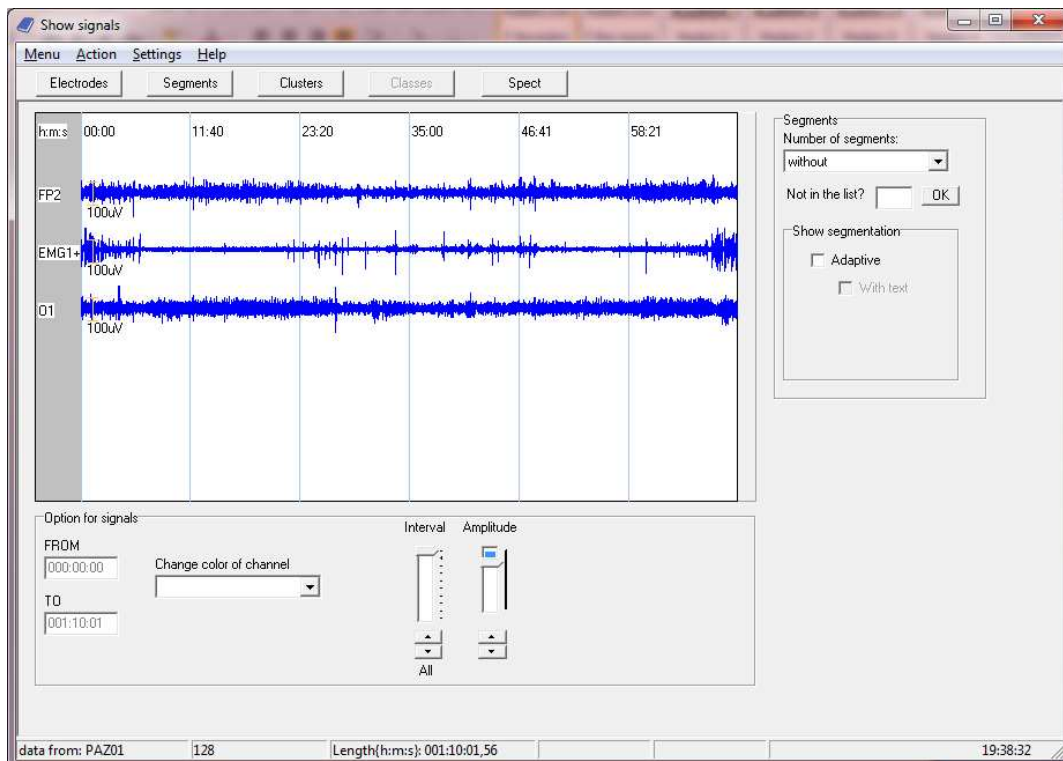 Show signals
Menu Action Settings Help
Electrodes Segments Clusters Classes Spect
h:m:s 00:00 11:40 23:20 35:00 46:41 58:21
FP2
100uV
EMG1+
100uV
O1
100uV
Segments
Number of segments:
without
Not in the list? OK
Show segmentation
Adaptive
With text
Option for signals
FROM
000:00:00
TO
001:10:01
Change color of channel
Interval Amplitude
All
data from: PAZ01 128 Length(h:m:s): 001:10:01,56 19:38:32